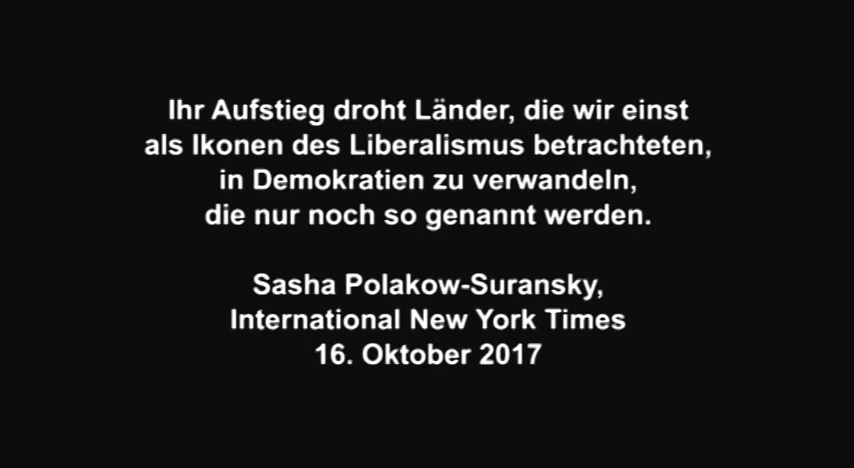 Ihr Aufstieg droht Länder, die wir einst
als Ikonen des Liberalismus betrachteten,
in Demokratien zu verwandeln,
die nur noch so genannt werden.
Sasha Polakow-Suransky,
International New York Times
16. Oktober 2017